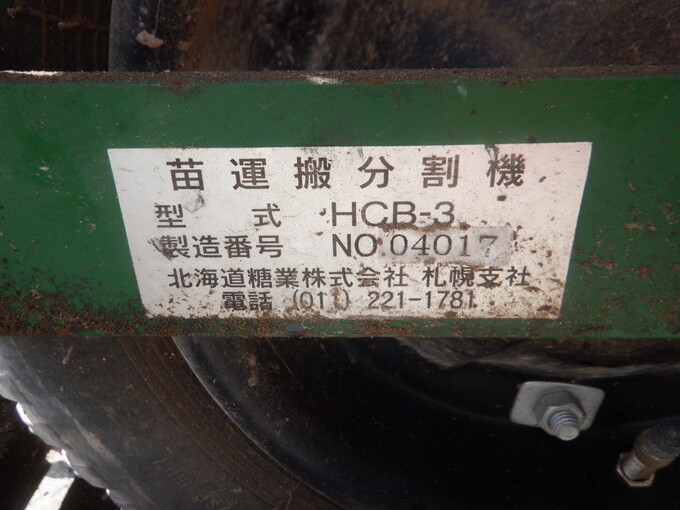 苗運搬分割機
型式 HCB-3
製造番号 NO.04017
北海道糖業株式会社 札幌支社
電話 (011) 221-1781